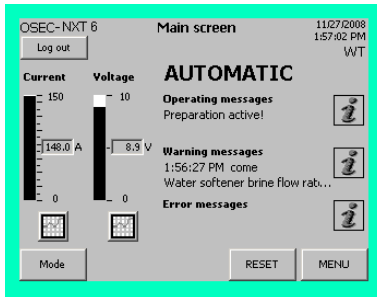 OSEC-NXT 6 Main screen 11/27/2008
1:57:02 PM
Log out WT
Current Voltage AUTOMATIC
150 10 Operating messages
Preparation active!
148.0 A 8.9 V Warning messages
1:56:27 PM come
Water softener brine flow rat...
0 0 Error messages
Mode RESET MENU